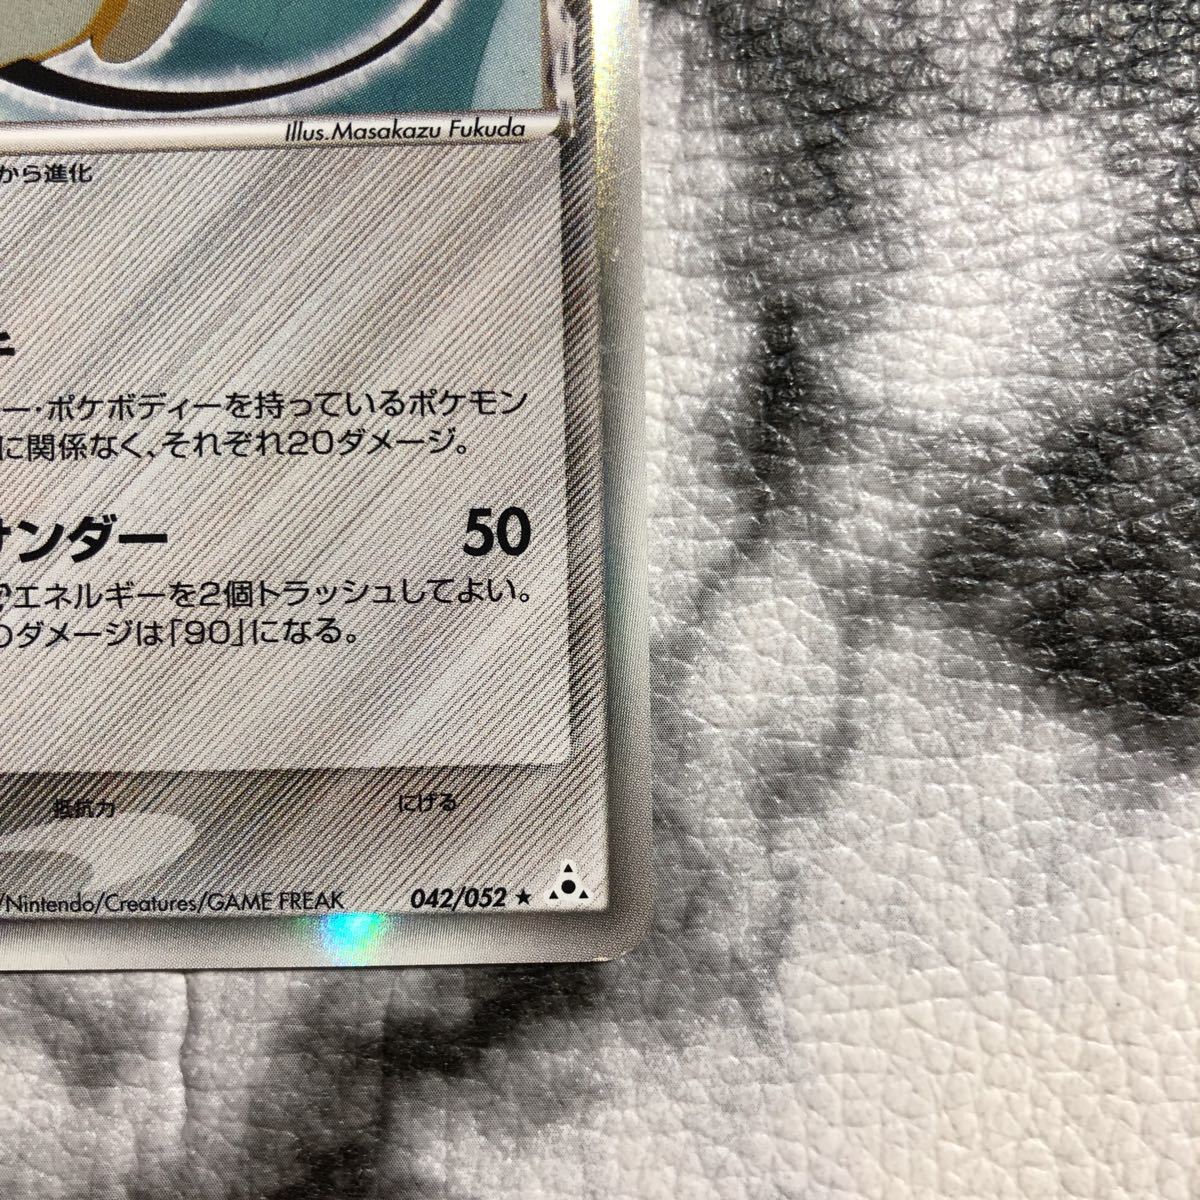 Illus. Masakazu Fukuda
から進化
ー・ポケボディーを持っているポケモン
に関係なく、それぞれ20ダメージ。
サンダー 50
エネルギーを2個トラッシュしてよい。
のダメージは「90」になる。
抵抗力 にげる
/Nintendo/Creatures/GAME FREAK 042/052 ★